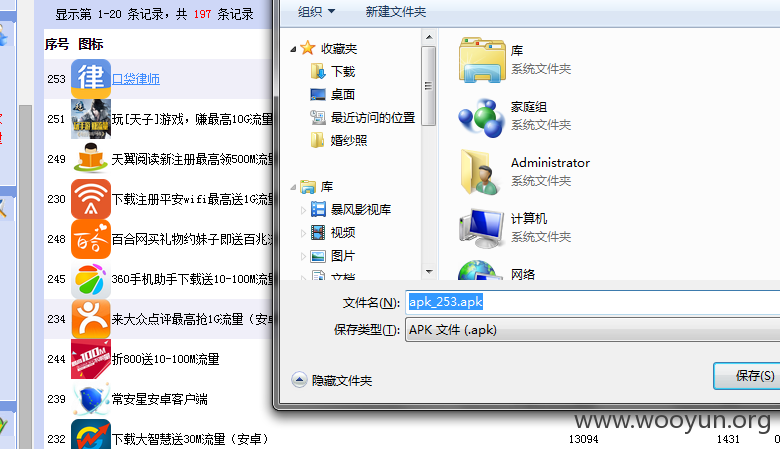 显示第 1-20 条记录，共 197 条记录
序号 图标
253 口袋律师
251 玩[天子]游戏，赚最高10G流量
249 天翼阅读新注册最高领500M流量
230 下载注册平安wifi最高送1G流
248 百合网买礼物约妹子即送百兆
245 360手机助手下载送10-100M流量
234 来大众点评最高抢1G流量（安卓
244 折800送10-100M流量
239 常安星安卓客户端
232 下载大智慧送30M流量（安卓） 13094 1431
组织 新建文件夹
收藏夹
下载
桌面
最近访问的位置
婚纱照
库
暴风影视库
视频
图片
文档
库
系统文件夹
家庭组
系统文件夹
Administrator
系统文件夹
计算机
系统文件夹
网络
文件名(N): apk_253.apk
保存类型(T): APK 文件 (.apk)
隐藏文件夹 保存(S)
www.wooyun.org